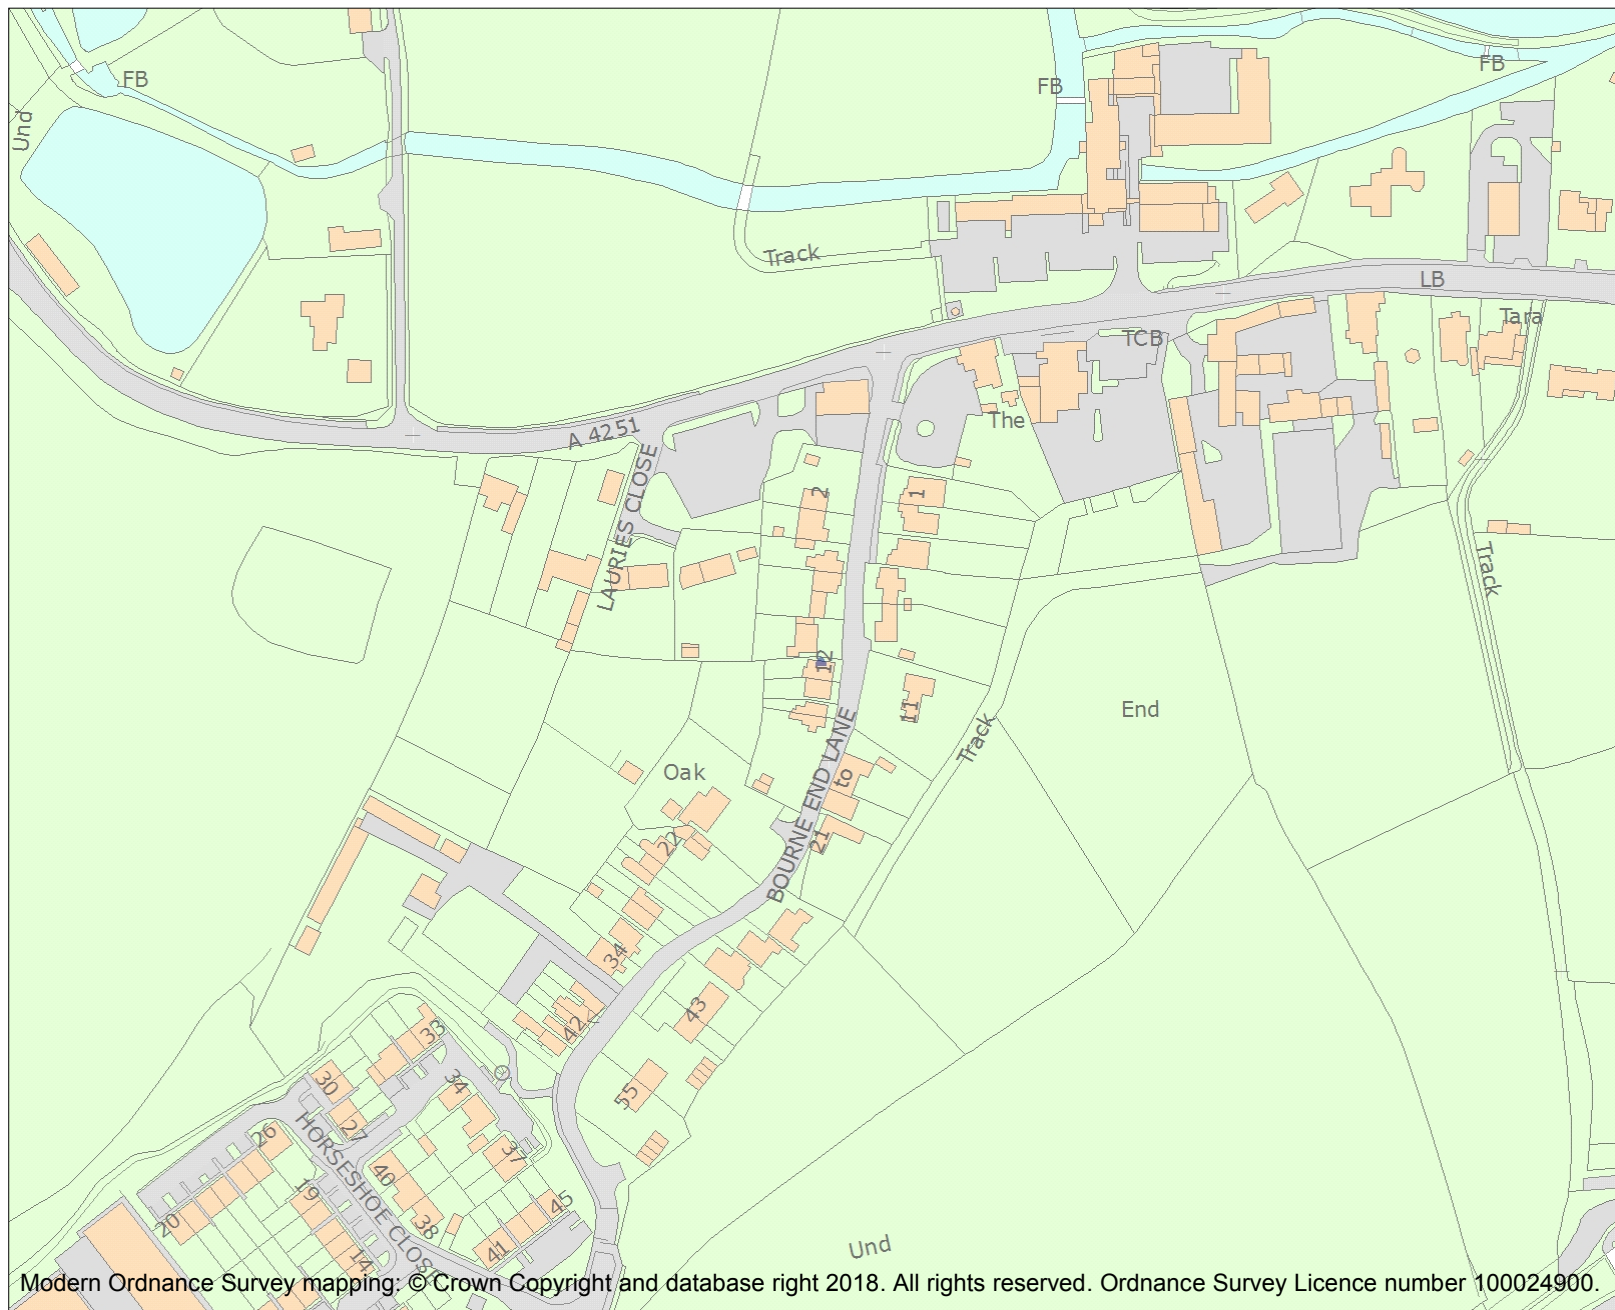 FB
FB
FB
Und
Track
LB
Tara
TCB
A 4251
The
LAURIES CLOSE
2
1
Track
12
11
End
Track
BOURNE END LANE
Oak
to
22
21
34
43
42
33
30
34
55
27
26
HORSESHOE CLOSE
37
40
19
45
20
38
41
14
Und
Modern Ordnance Survey mapping: © Crown Copyright and database right 2018. All rights reserved. Ordnance Survey Licence number 100024900.